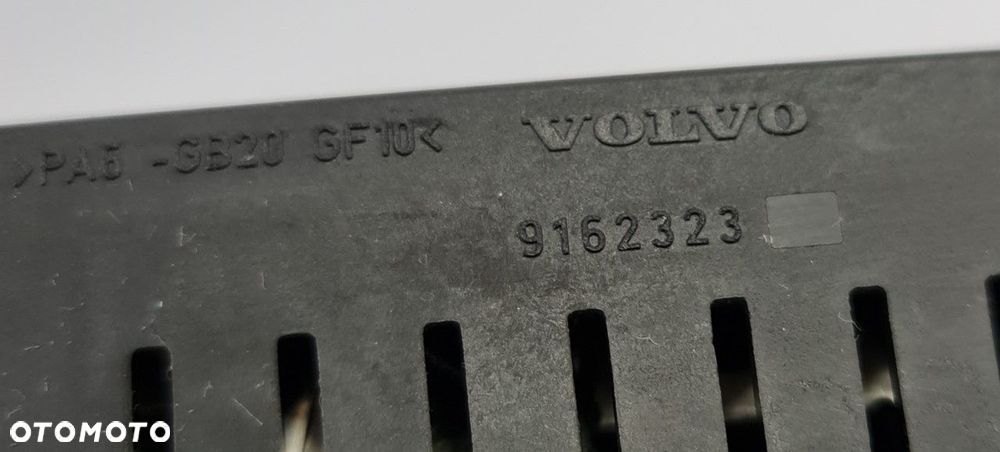 >PA6 -GB20 GF10<
VOLVO
9162323
OTOMOTO